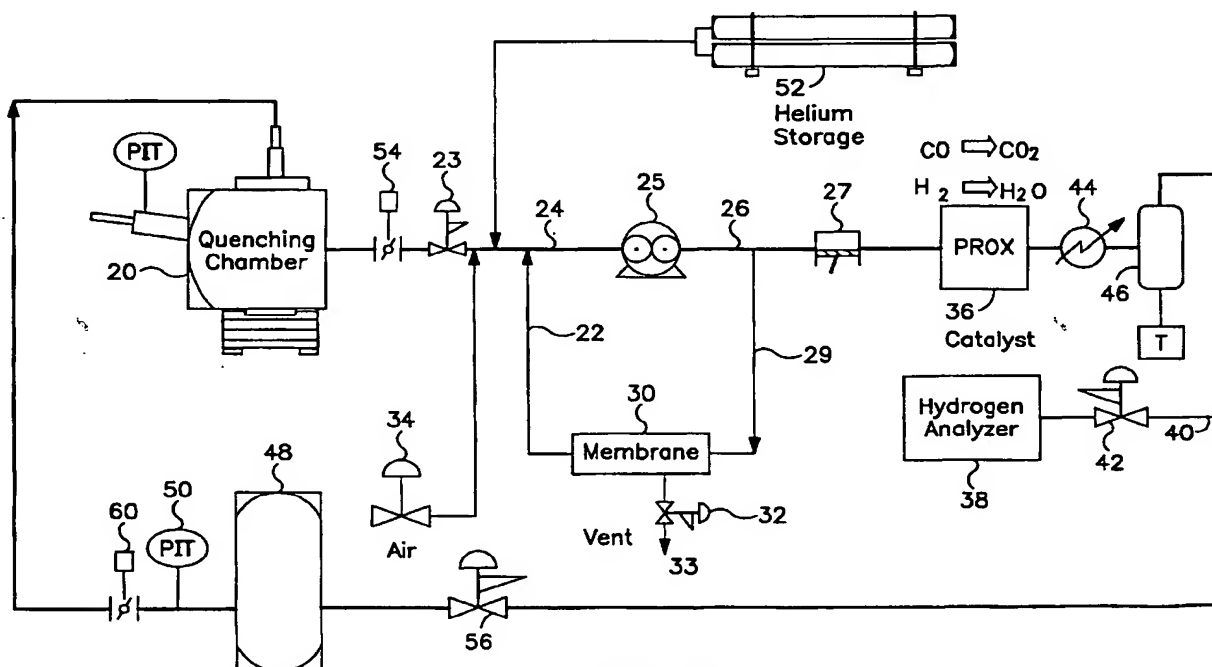 52
Helium
Storage
PIT
54
23
25
CO ⇒ CO2
H2 ⇒ H2O
44
24
26
27
Quenching
Chamber
20
PROX
46
36
Catalyst
T
22
29
34
30
Membrane
Hydrogen
Analyzer
42
40
38
48
60
50
PIT
Air
Vent
32
33
56